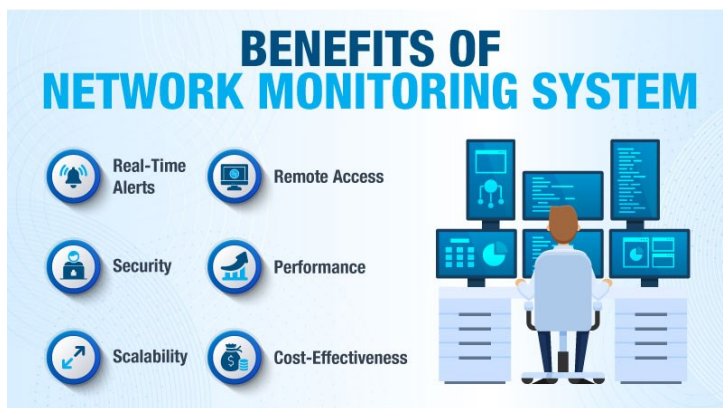 BENEFITS OF
NETWORK MONITORING SYSTEM
Real-Time
Alerts
Remote Access
Security
Performance
Scalability
Cost-Effectiveness